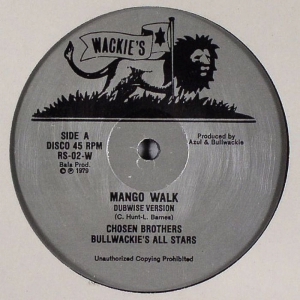 WACKIE'S
SIDE A
DISCO 45 RPM
RS-02-W
Bals Prod.
© ℗ 1979
Produced by
Azul & Bullwackie
MANGO WALK
DUBWISE VERSION
(C. Hunt-L. Barnes)
CHOSEN BROTHERS
BULLWACKIE'S ALL STARS
Unauthorized Copying Prohibited